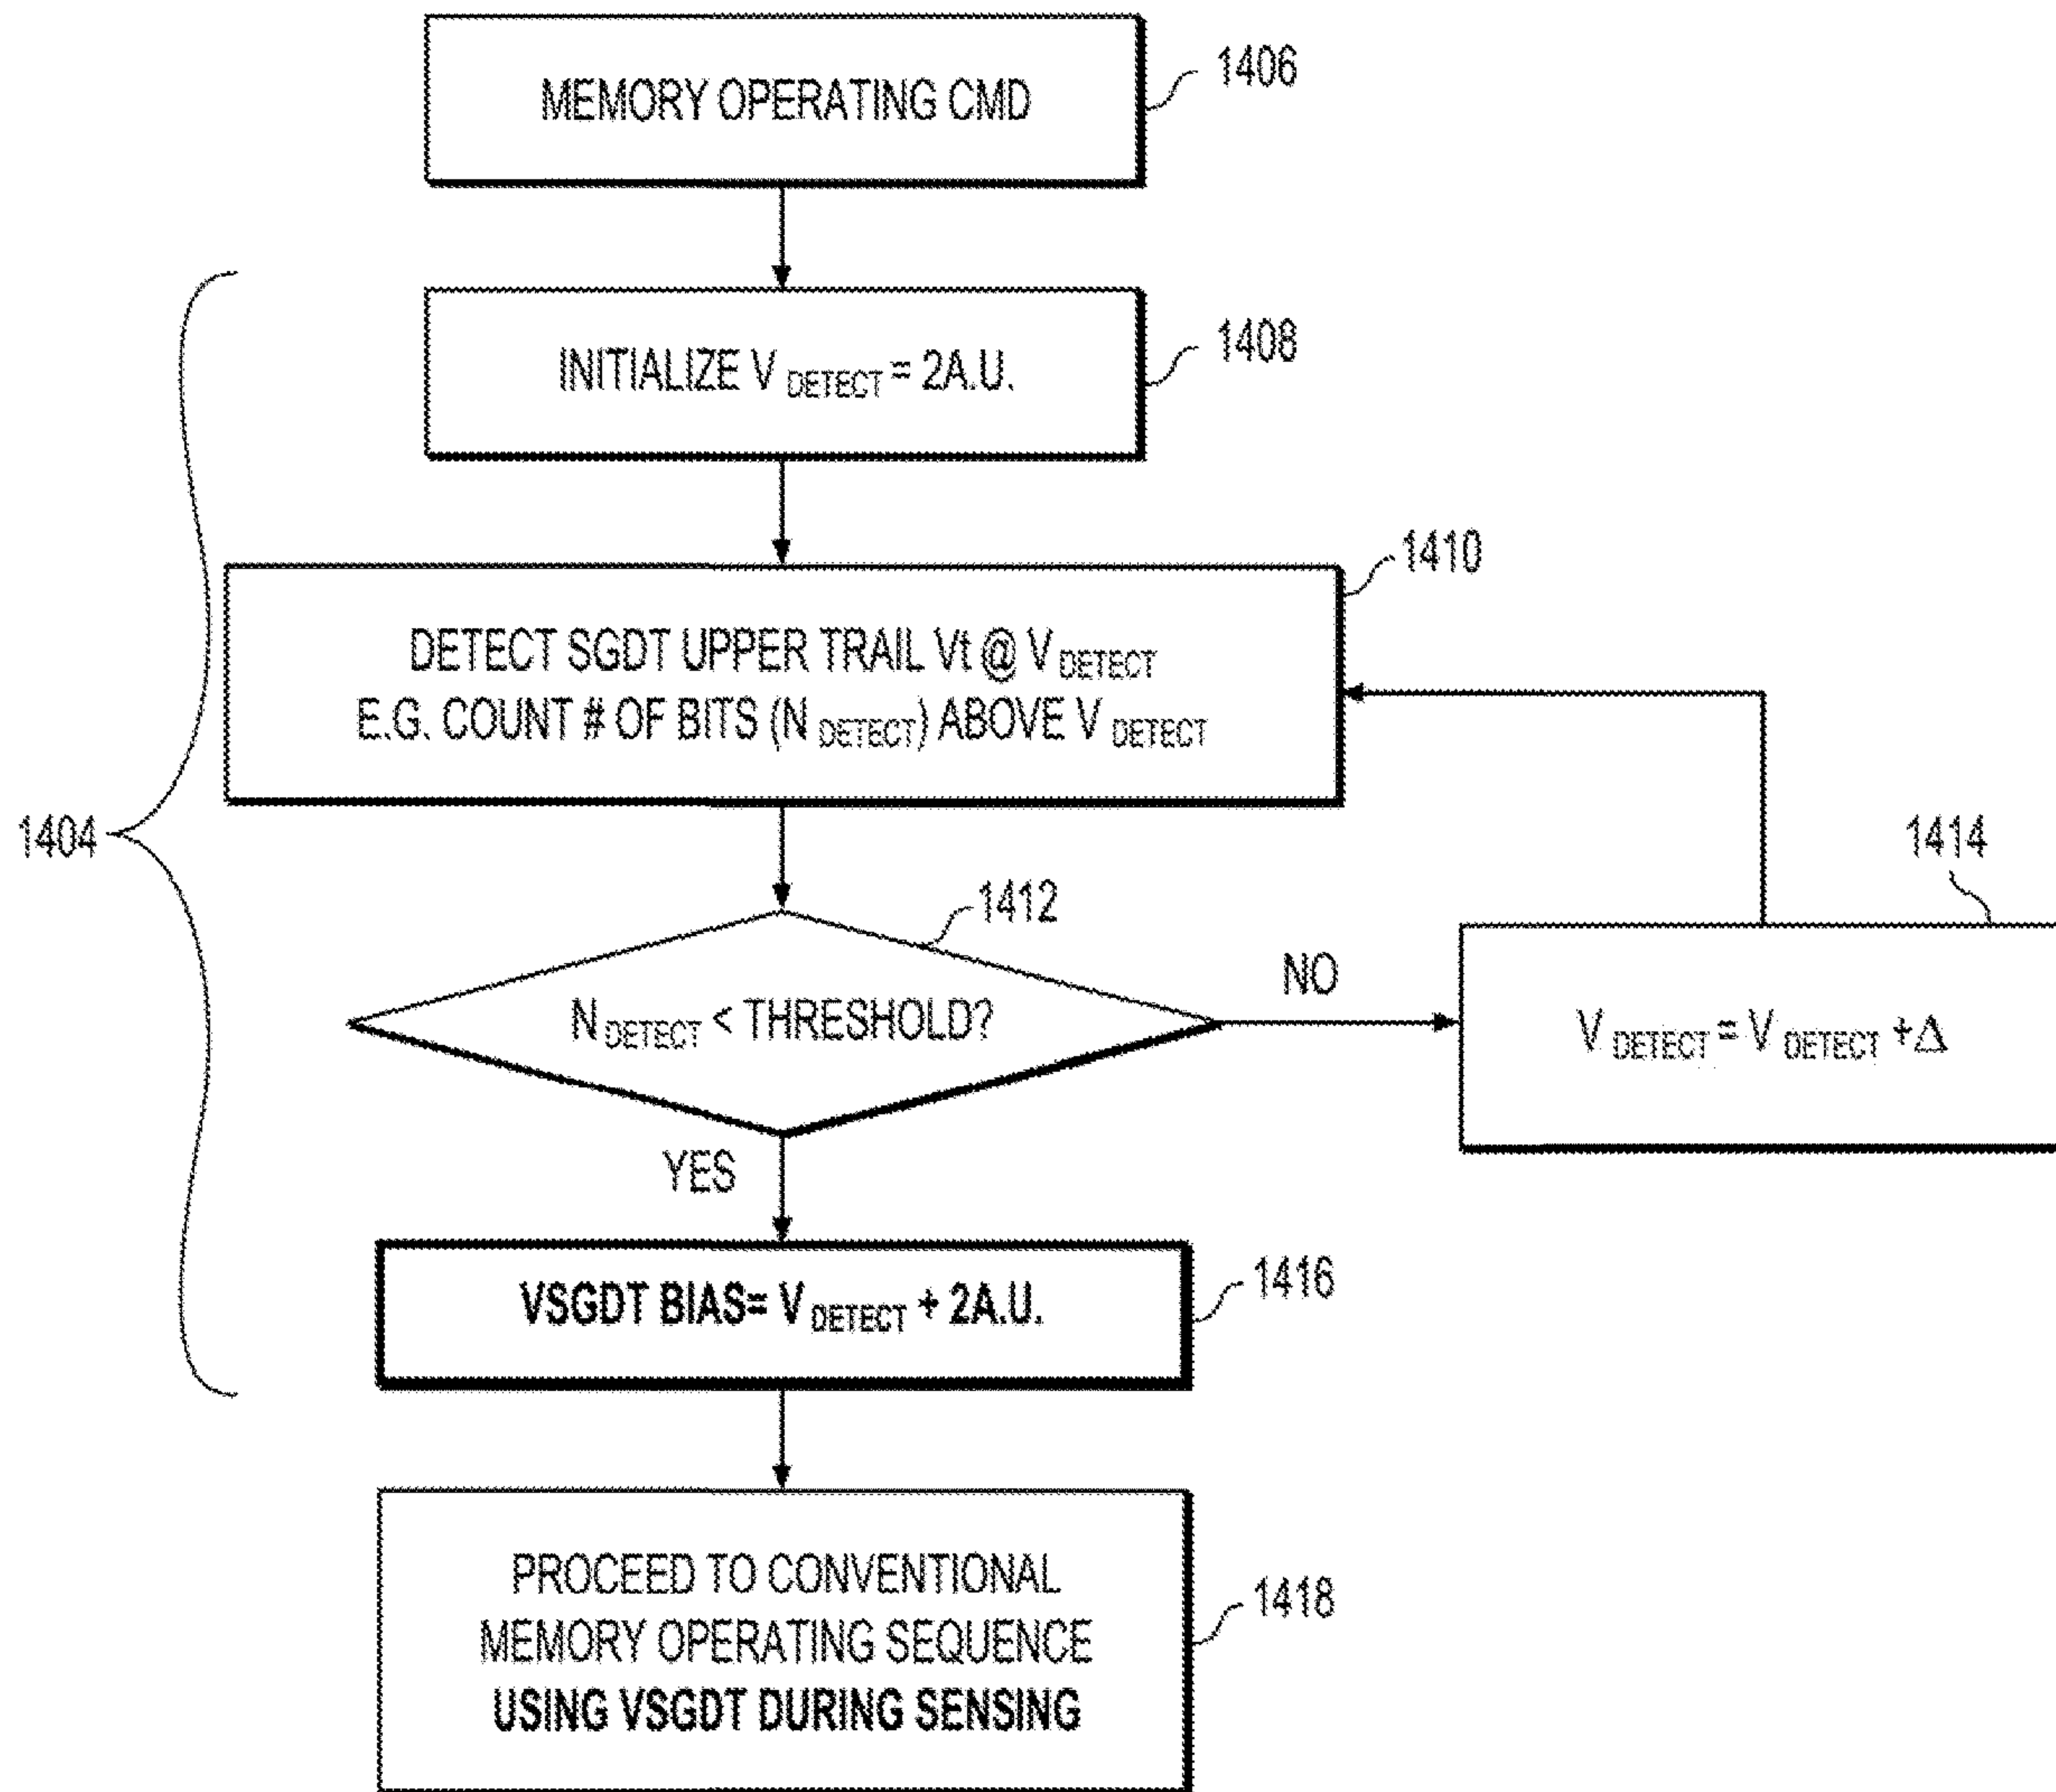 MEMORY OPERATING CMD
1406
INITIALIZE V DETECT = 2A.U.
1408
DETECT SGDT UPPER TRAIL Vt @ V DETECT
E.G. COUNT # OF BITS (N DETECT) ABOVE V DETECT
1410
1404
1412
N DETECT < THRESHOLD?
NO
1414
V DETECT = V DETECT +Δ
YES
VSGDT BIAS= V DETECT + 2A.U.
1416
PROCEED TO CONVENTIONAL
MEMORY OPERATING SEQUENCE
USING VSGDT DURING SENSING
1418